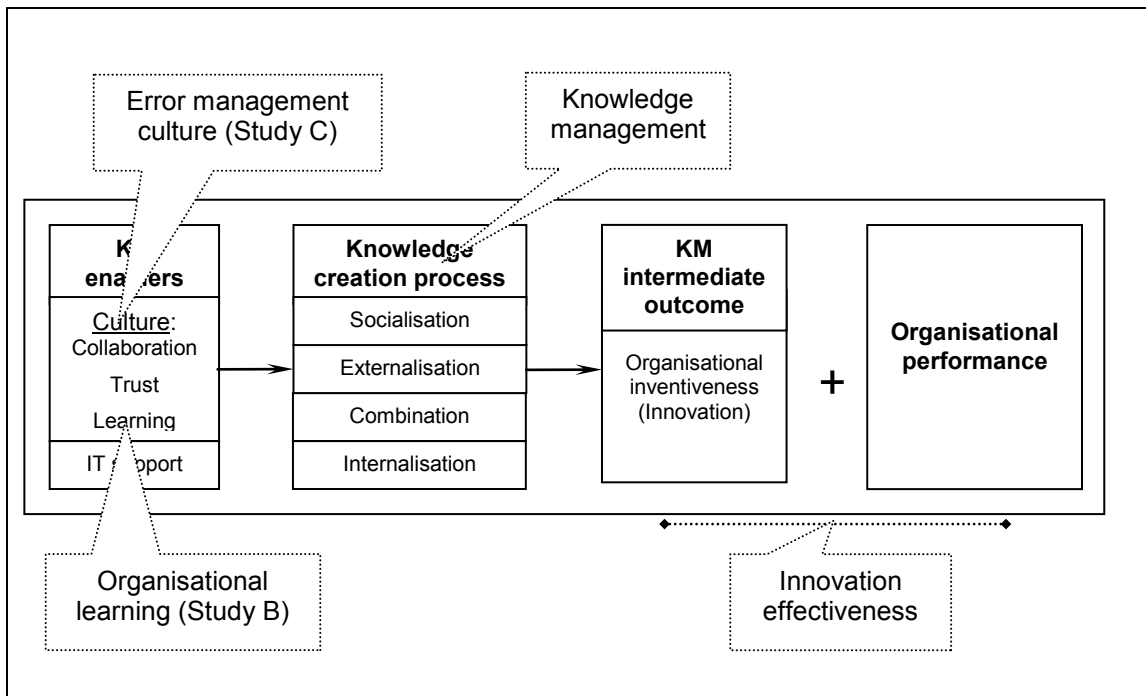 Error management
culture (Study C)
Knowledge
management
K
enablers
Culture:
Collaboration
Trust
Learning
IT support
Knowledge
creation process
Socialisation
Externalisation
Combination
Internalisation
KM
intermediate
outcome
Organisational
inventiveness
(Innovation)
+
Organisational
performance
Organisational
learning (Study B)
Innovation
effectiveness